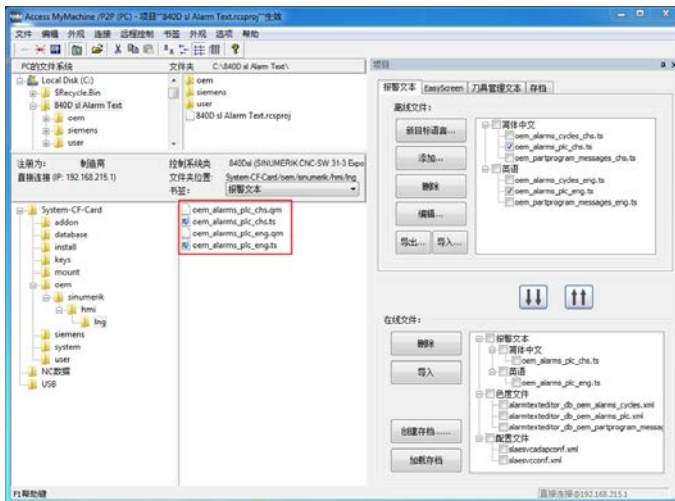 Access MyMachine /P2P (PC) - 项目"840D sl Alarm Text.rcsproj"生效
文件 编辑 外观 连接 远程控制 书签 外观 选项 帮助
PC的文件系统
文件夹 C:\840D sl Alarm Text\
Local Disk (C:)
$Recycle.Bin
840D sl Alarm Text
oem
siemens
user
oem
siemens
user
840D sl Alarm Text.rcsproj
注册为: 制造商
直接连接 (IP: 192.168.215.1)
控制系统类 840Dsl (SINUMERIK CNC-SW 31-3 Expo
文件夹位置: System-CF-Card/oem/sinumerik/hmi/lng
书签: 报警文本
System-CF-Card
addon
database
install
keys
mount
oem
sinumerik
hmi
lng
siemens
system
user
NC数据
USB
oem_alarms_plc_chs.qm
oem_alarms_plc_chs.ts
oem_alarms_plc_eng.qm
oem_alarms_plc_eng.ts
项目
报警文本 EasyScreen 刀具管理文本 存档
离线文件:
新目标语言...
添加...
删除
编辑...
导出... 导入...
简体中文
oem_alarms_cycles_chs.ts
oem_alarms_plc_chs.ts
oem_partprogram_messages_chs.ts
英语
oem_alarms_cycles_eng.ts
oem_alarms_plc_eng.ts
oem_partprogram_messages_eng.ts
在线文件:
删除
导入
创建存档......
加载存档
报警文本
简体中文
oem_alarms_plc_chs.ts
英语
oem_alarms_plc_eng.ts
色度文件
alarmtexteditor_db_oem_alarms_cycles.xml
alarmtexteditor_db_oem_alarms_plc.xml
alarmtexteditor_db_oem_partprogram_messag
配置文件
slaesvcadapconf.xml
slaesvcconf.xml
F1帮助键
直接连接@192.168.215.1